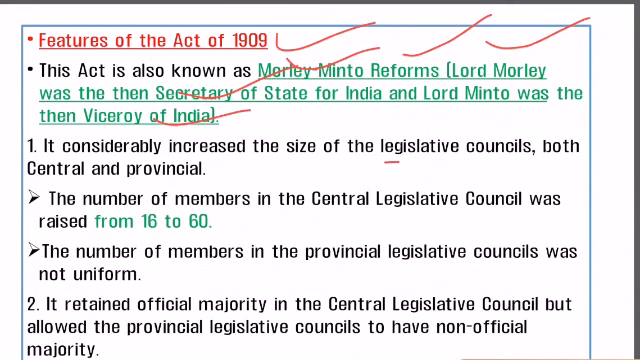 • Features of the Act of 1909
• This Act is also known as Morley-Minto Reforms (Lord Morley
was the then Secretary of State for India and Lord Minto was the
then Viceroy of India).
1. It considerably increased the size of the legislative councils, both
Central and provincial.
➢ The number of members in the Central Legislative Council was
raised from 16 to 60.
➢The number of members in the provincial legislative councils was
not uniform.
2. It retained official majority in the Central Legislative Council but
allowed the provincial legislative councils to have non-official
majority.